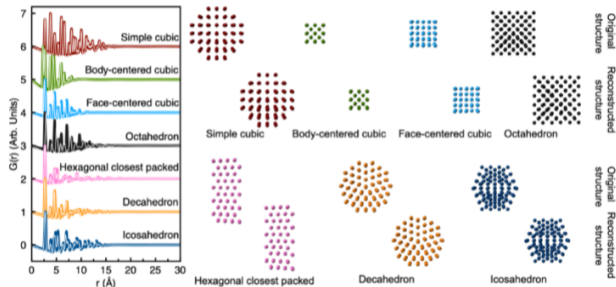 G(r) (Arb. Units)
7
6
5
4
3
2
1
0
Simple cubic
Body-centered cubic
Face-centered cubic
Octahedron
Hexagonal closest packed
Decahedron
Icosahedron
0 5 10 15 20 25 30
r (Å)
Original
structure
Reconstructed
structure
Simple cubic Body-centered cubic Face-centered cubic Octahedron
Original
structure
Reconstructed
structure
Hexagonal closest packed Decahedron Icosahedron